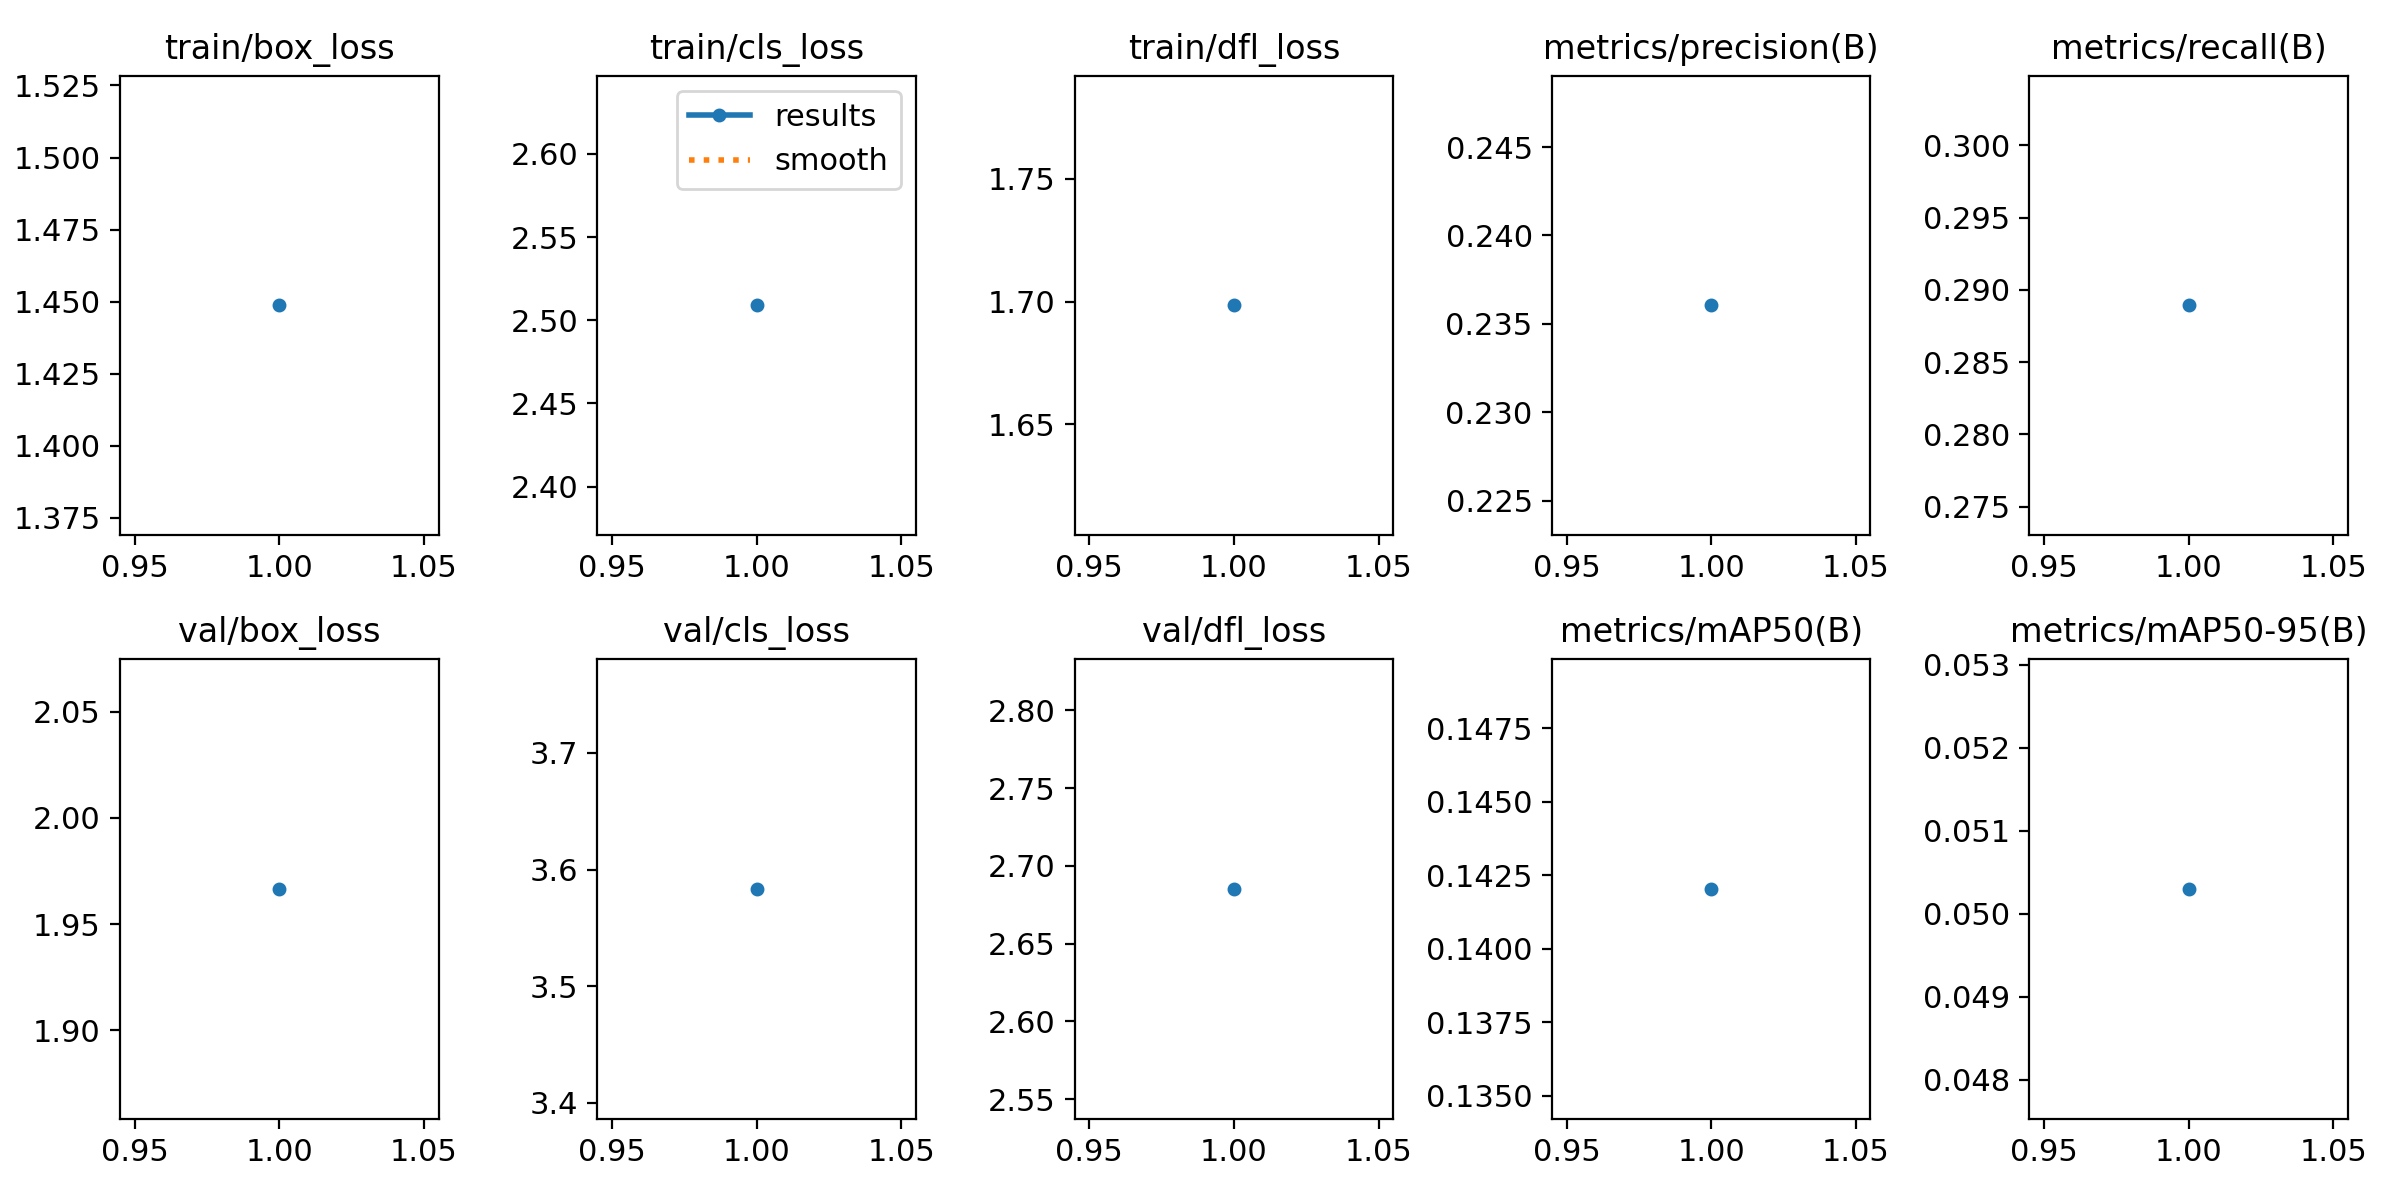 train/box_loss
1.525
1.500
1.475
1.450
1.425
1.400
1.375
0.95 1.00 1.05
train/cls_loss
results
smooth
2.60
2.55
2.50
2.45
2.40
0.95 1.00 1.05
train/dfl_loss
1.75
1.70
1.65
0.95 1.00 1.05
metrics/precision(B)
0.245
0.240
0.235
0.230
0.225
0.95 1.00 1.05
metrics/recall(B)
0.300
0.295
0.290
0.285
0.280
0.275
0.95 1.00 1.05
val/box_loss
2.05
2.00
1.95
1.90
0.95 1.00 1.05
val/cls_loss
3.7
3.6
3.5
3.4
0.95 1.00 1.05
val/dfl_loss
2.80
2.75
2.70
2.65
2.60
2.55
0.95 1.00 1.05
metrics/mAP50(B)
0.1475
0.1450
0.1425
0.1400
0.1375
0.1350
0.95 1.00 1.05
metrics/mAP50-95(B)
0.053
0.052
0.051
0.050
0.049
0.048
0.95 1.00 1.05